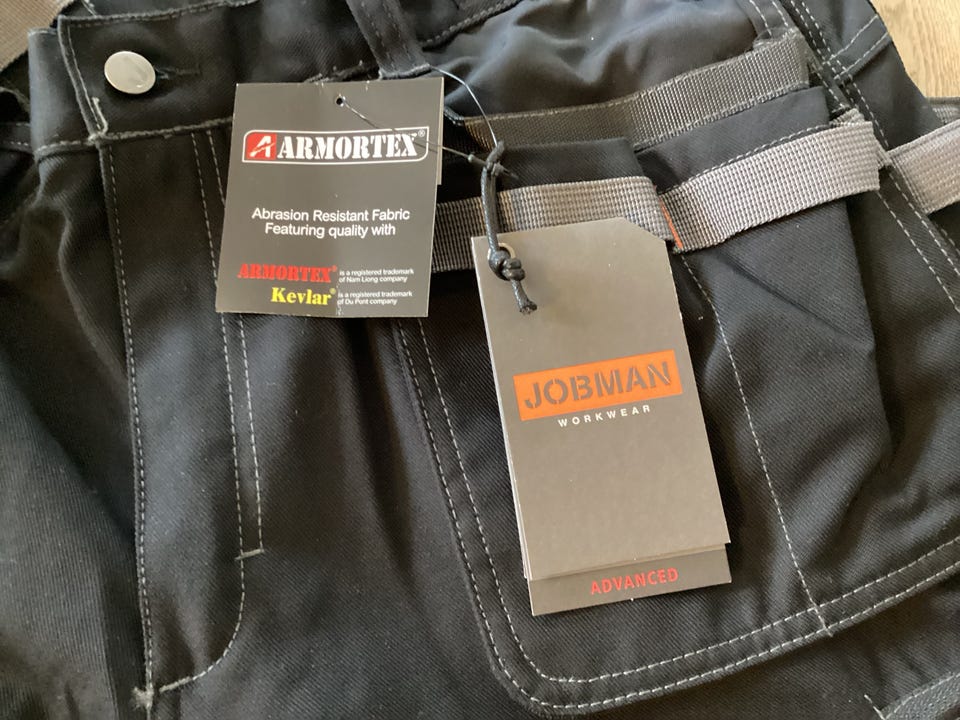 ARMORTEX®
Abrasion Resistant Fabric
Featuring quality with
ARMORTEX® is a registered trademark
of Nam Liong company
Kevlar® is a registered trademark
of Du Pont company
JOBMAN
WORKWEAR
ADVANCED